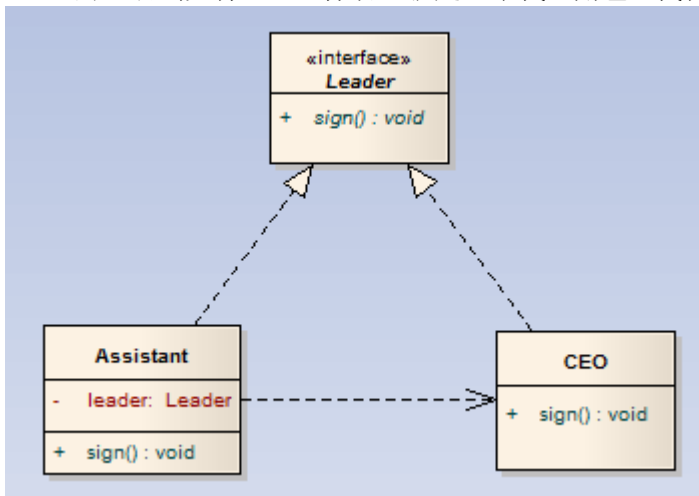 «interface»
Leader
+ sign() : void
Assistant
- leader: Leader
+ sign() : void
CEO
+ sign() : void